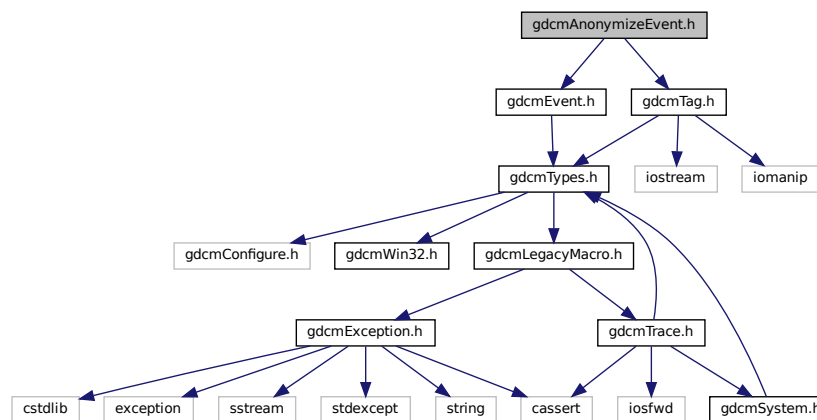 gdcmAnonymizeEvent.h
gdcmEvent.h
gdcmTag.h
gdcmTypes.h
iostream
iomanip
gdcmConfigure.h
gdcmWin32.h
gdcmLegacyMacro.h
gdcmException.h
gdcmTrace.h
cstdlib
exception
sstream
stdexcept
string
cassert
iosfwd
gdcmSystem.h